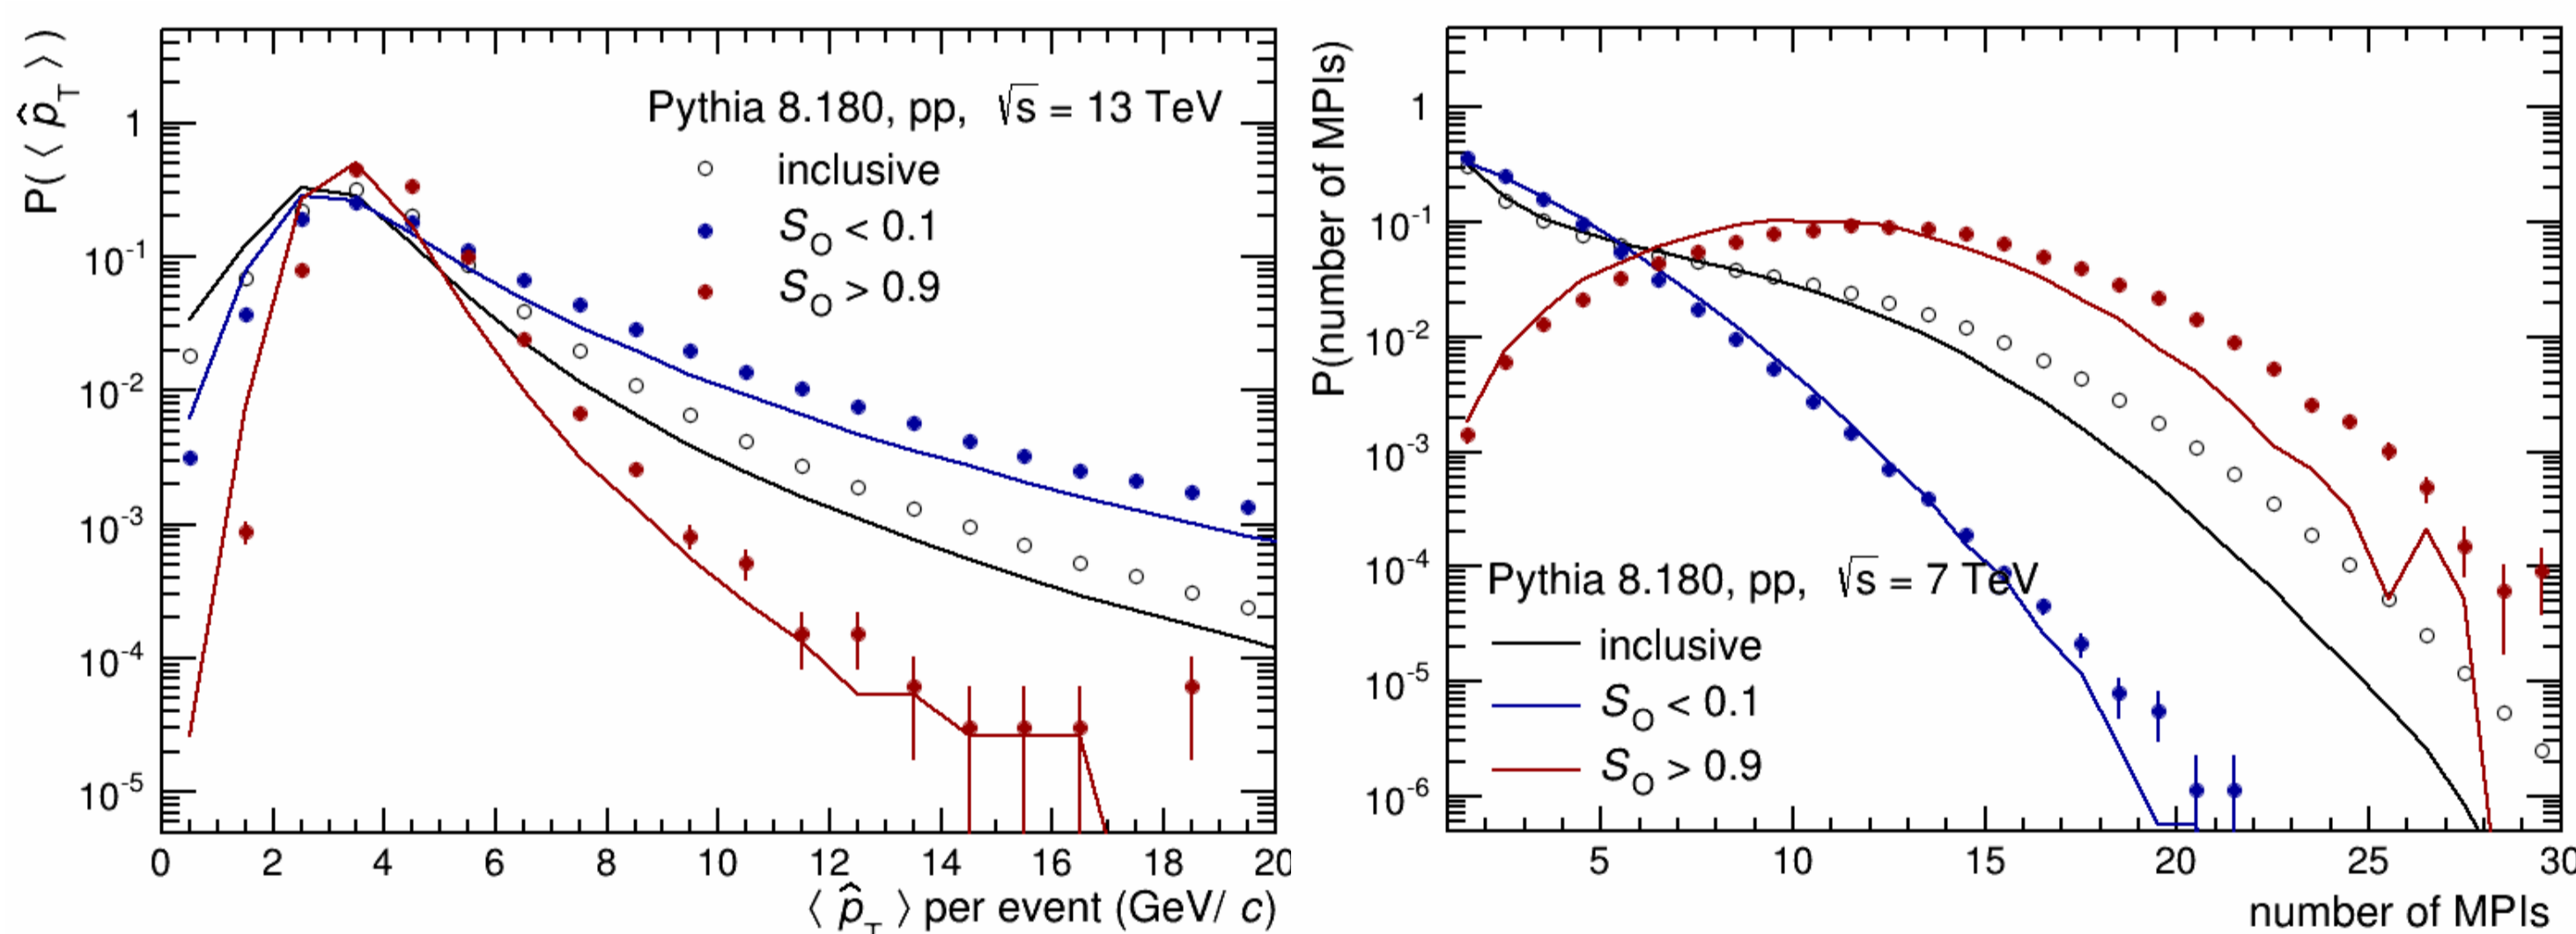 P(⟨ p̂T ⟩)
1
10-1
10-2
10-3
10-4
10-5
Pythia 8.180, pp, √s = 13 TeV
inclusive
SO < 0.1
SO > 0.9
0 2 4 6 8 10 12 14 16 18 20
⟨ p̂T ⟩ per event (GeV/ c)
P(number of MPIs)
1
10-1
10-2
10-3
10-4
10-5
10-6
Pythia 8.180, pp, √s = 7 TeV
inclusive
SO < 0.1
SO > 0.9
5 10 15 20 25 30
number of MPIs